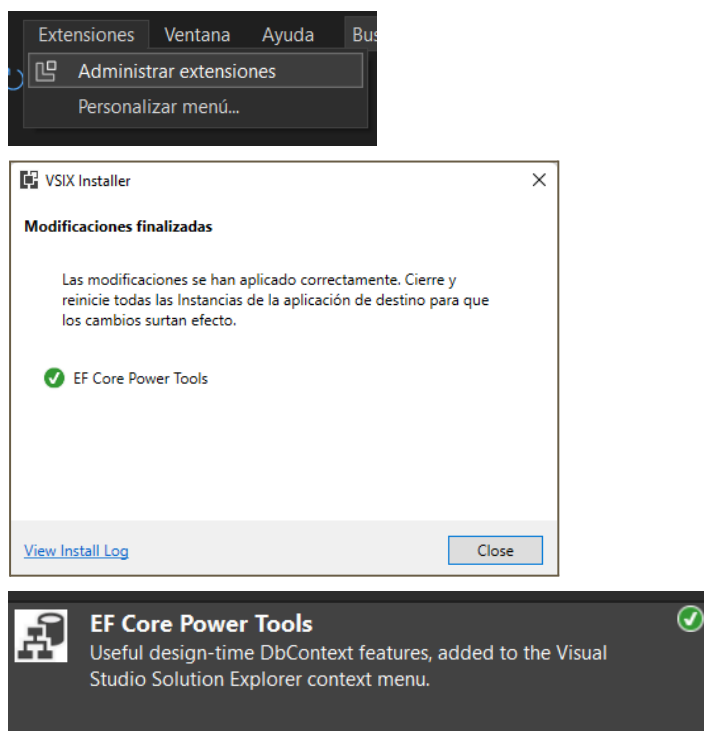 Extensiones Ventana Ayuda
Administrar extensiones
Personalizar menú...
VSIX Installer
Modificaciones finalizadas
Las modificaciones se han aplicado correctamente. Cierre y
reinicie todas las Instancias de la aplicación de destino para que
los cambios surtan efecto.
EF Core Power Tools
View Install Log
Close
EF Core Power Tools
Useful design-time DbContext features, added to the Visual
Studio Solution Explorer context menu.